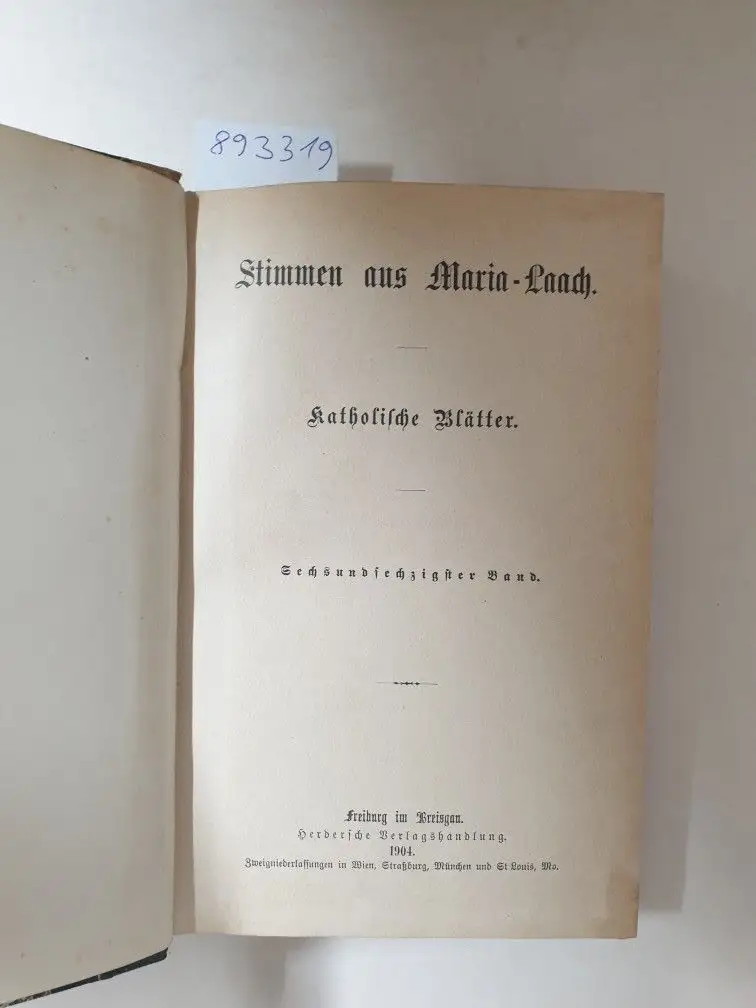 893319
Stimmen aus Maria-Laach.
Katholische Blätter.
Sechsundsechzigster Band.
Freiburg im Breisgau.
Herdersche Verlagshandlung.
1904.
Zweigniederlassungen in Wien, Straßburg, München und St Louis, Mo.